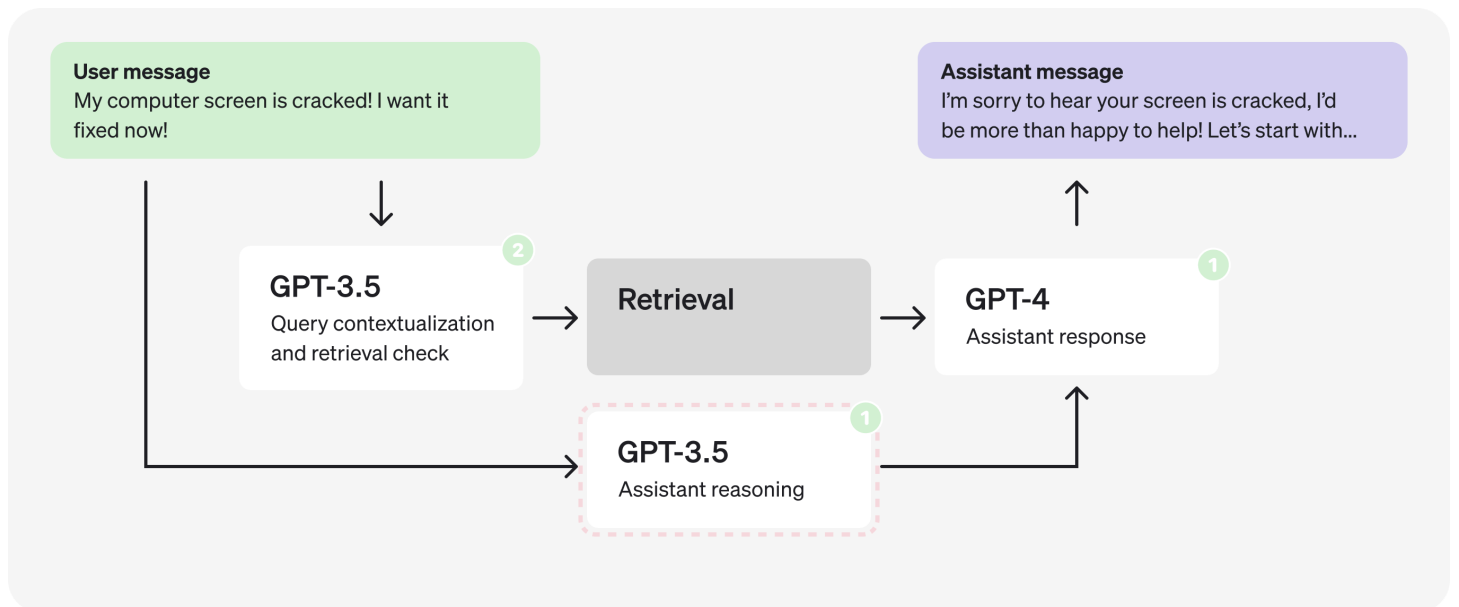 User message
My computer screen is cracked! I want it
fixed now!
Assistant message
I’m sorry to hear your screen is cracked, I’d
be more than happy to help! Let’s start with...
2
GPT-3.5
Query contextualization
and retrieval check
Retrieval
1
GPT-4
Assistant response
1
GPT-3.5
Assistant reasoning